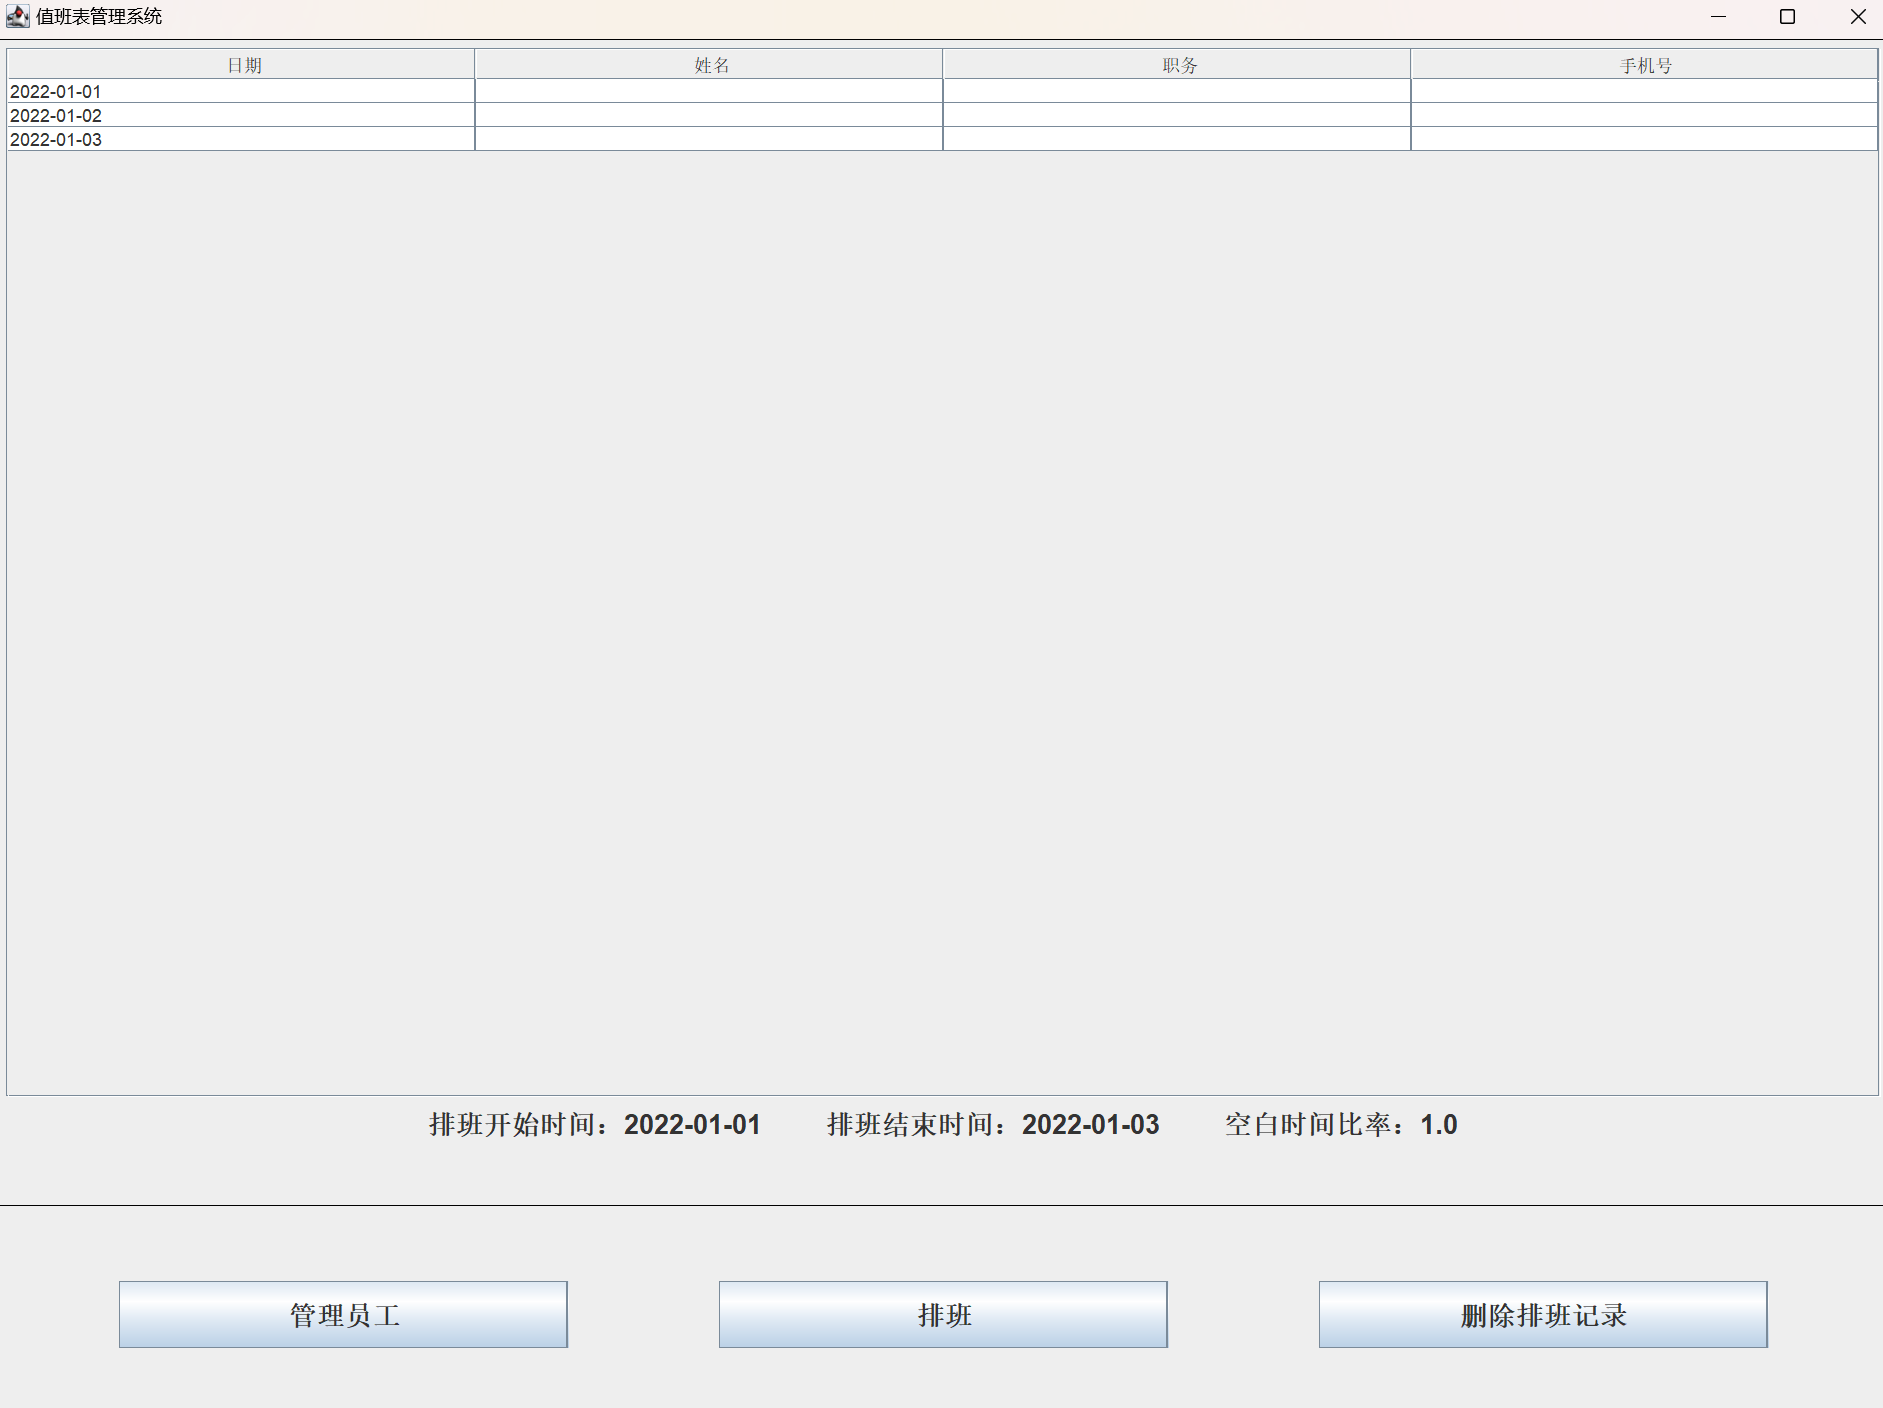 值班表管理系统
日期 姓名 职务 手机号
2022-01-01
2022-01-02
2022-01-03
排班开始时间：2022-01-01 排班结束时间：2022-01-03 空白时间比率：1.0
管理员工 排班 删除排班记录